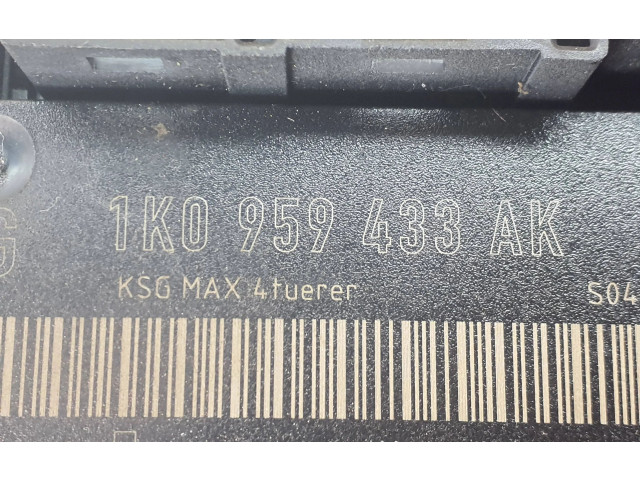 G 1K0 959 433 AK
KSG MAX 4tuerer S04